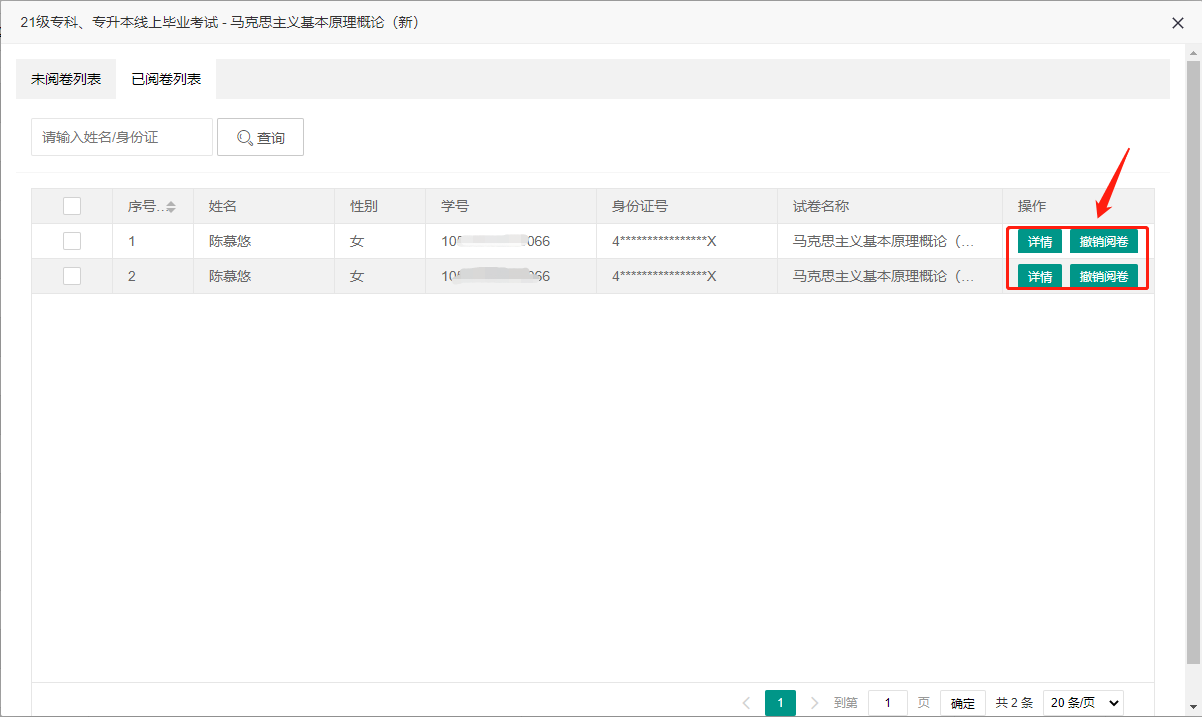 21级专科、专升本线上毕业考试 - 马克思主义基本原理概论（新）
未阅卷列表 已阅卷列表
请输入姓名/身份证 查询
序号.. 姓名 性别 学号 身份证号 试卷名称 操作
1 陈慕悠 女 10 066 4****************X 马克思主义基本原理概论（... 详情 撤销阅卷
2 陈慕悠 女 10 66 4****************X 马克思主义基本原理概论（... 详情 撤销阅卷
1 到第 1 页 确定 共 2 条 20 条/页